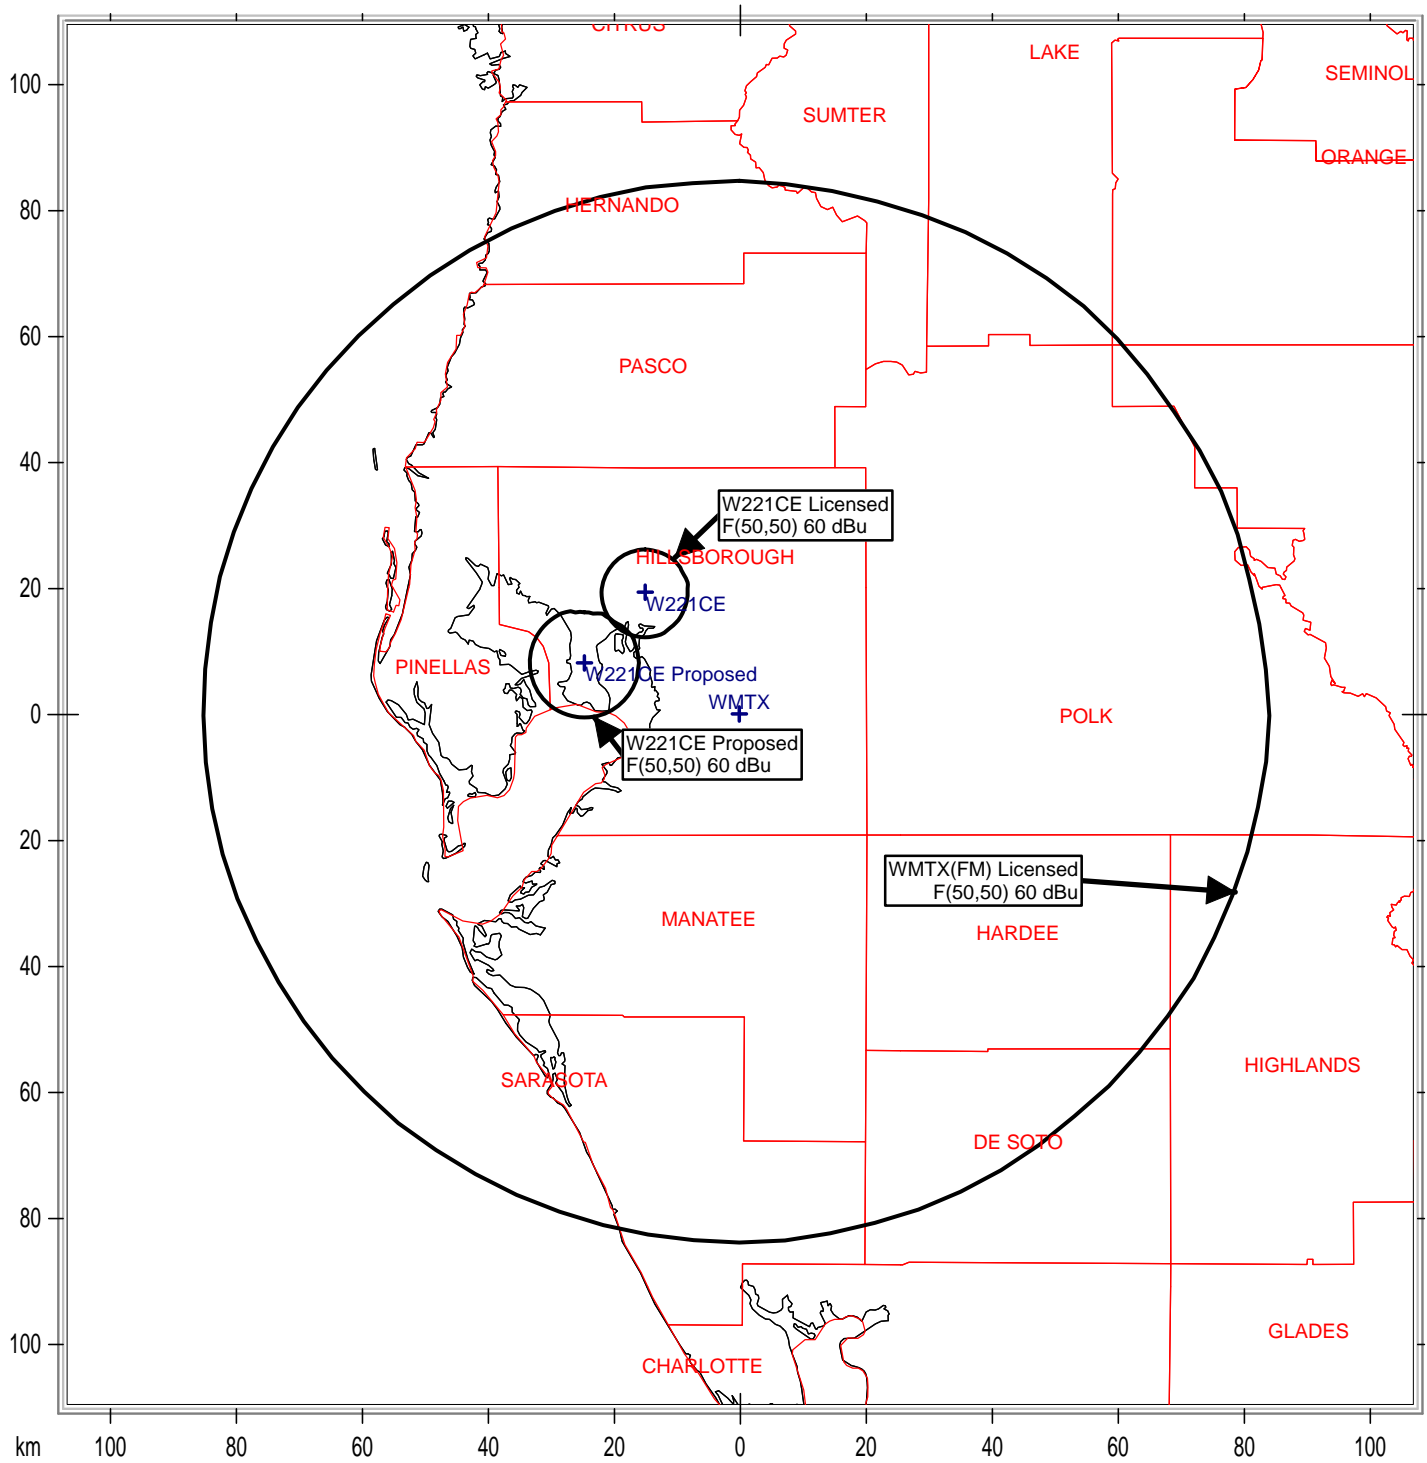 CITRUS
LAKE
SEMINOL
SUMTER
ORANGE
HERNANDO
PASCO
W221CE Licensed
F(50,50) 60 dBu
HILLSBOROUGH
W221CE
PINELLAS
W221CE Proposed
WMTX
POLK
W221CE Proposed
F(50,50) 60 dBu
WMTX(FM) Licensed
F(50,50) 60 dBu
MANATEE
HARDEE
SARASOTA
HIGHLANDS
DE SOTO
GLADES
CHARLOTTE
100
80
60
40
20
0
20
40
60
80
100
km 100 80 60 40 20 0 20 40 60 80 100